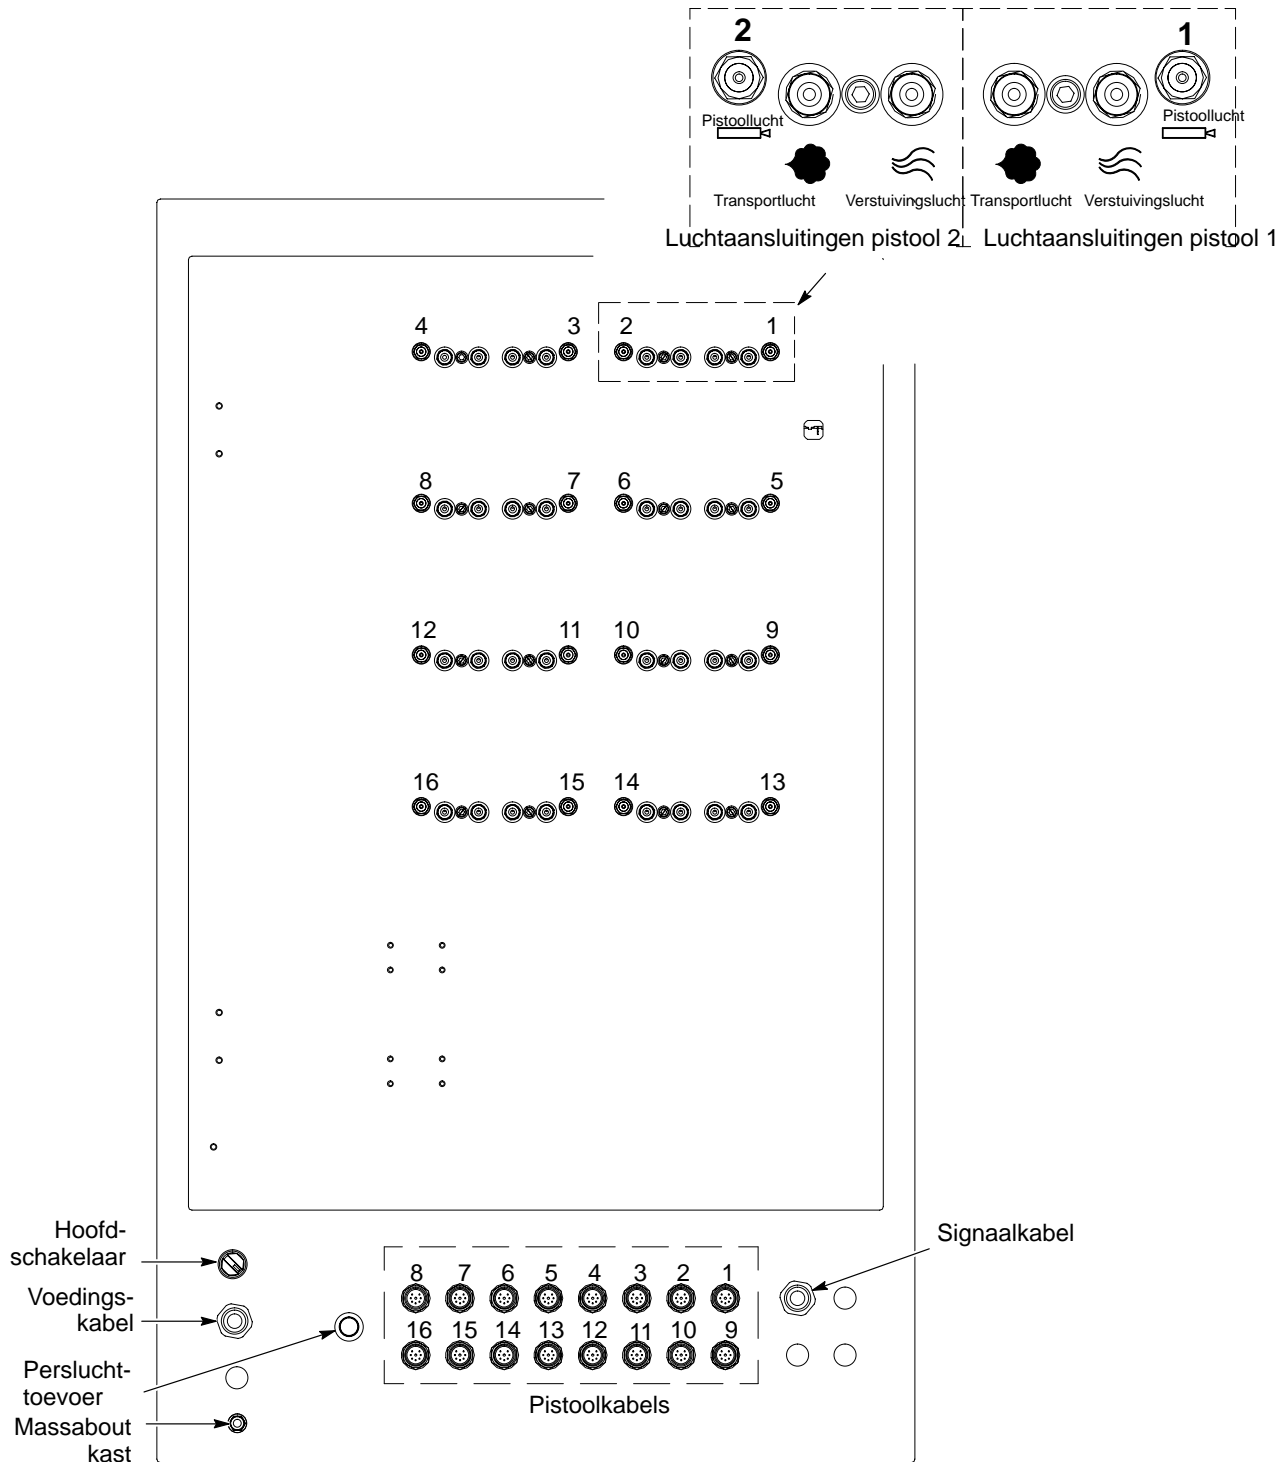 2 1
Pistoollucht Pistoollucht
Transportlucht Verstuivingslucht Transportlucht Verstuivingslucht
Luchtaansluitingen pistool 2 Luchtaansluitingen pistool 1
4 3 2 1
8 7 6 5
12 11 10 9
16 15 14 13
Hoofd-
schakelaar
Voedings-
kabel
Perslucht-
toevoer
Massabout
kast
8 7 6 5 4 3 2 1
16 15 14 13 12 11 10 9
Pistoolkabels
Signaalkabel